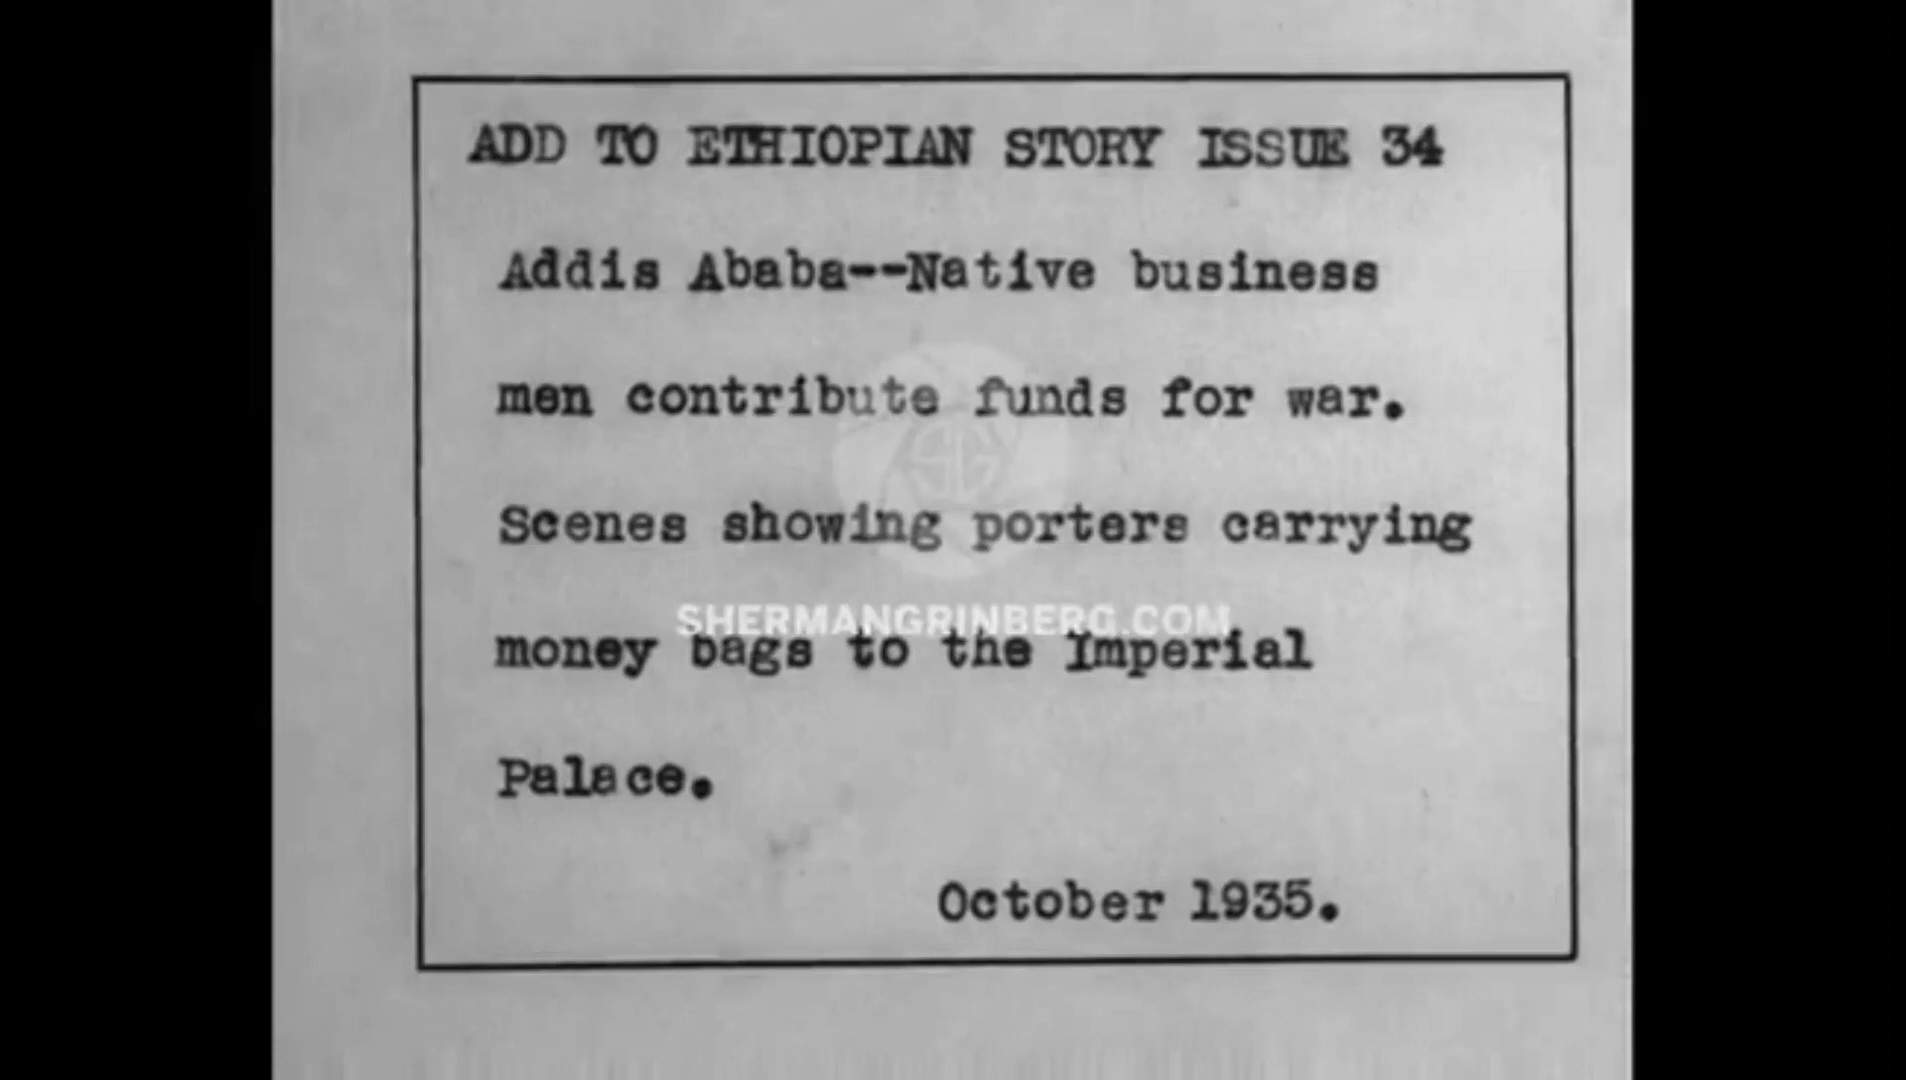 ADD TO ETHIOPIAN STORY ISSUE 34
Addis Ababa--Native business
men contribute funds for war.
Scenes showing porters carrying
SHERMANGRINBERG.COM
money bags to the Imperial
Palace.
October 1935.